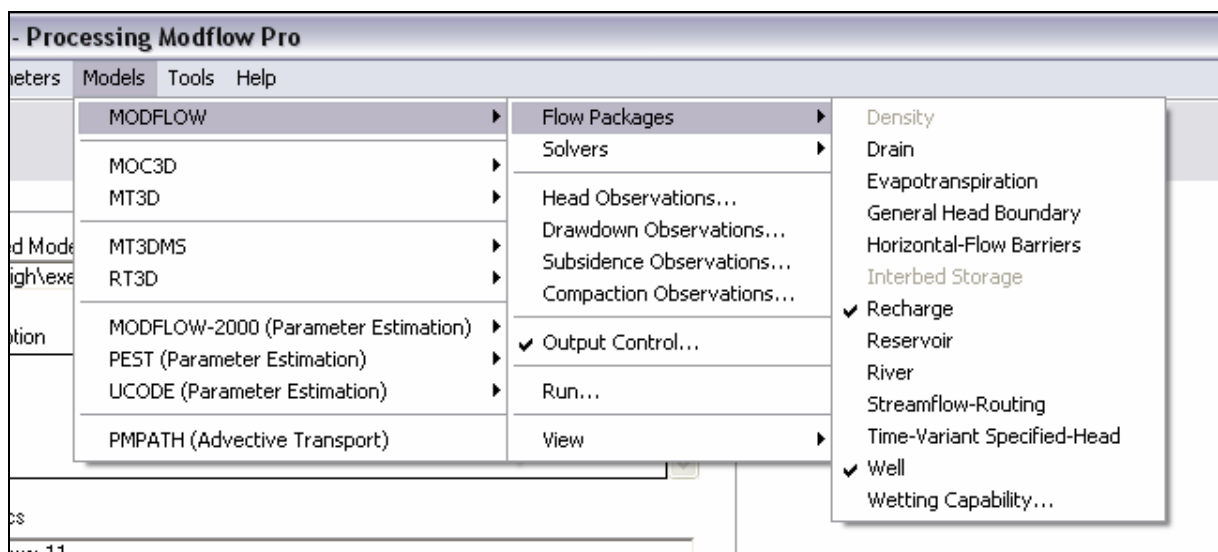 - Processing Modflow Pro
neters Models Tools Help
MODFLOW
MOC3D
MT3D
MT3DMS
RT3D
MODFLOW-2000 (Parameter Estimation)
PEST (Parameter Estimation)
UCODE (Parameter Estimation)
PMPATH (Advective Transport)
Flow Packages
Solvers
Head Observations...
Drawdown Observations...
Subsidence Observations...
Compaction Observations...
Output Control...
Run...
View
Density
Drain
Evapotranspiration
General Head Boundary
Horizontal-Flow Barriers
Interbed Storage
Recharge
Reservoir
River
Streamflow-Routing
Time-Variant Specified-Head
Well
Wetting Capability...
ed Mode
igh\exe
ption
cs